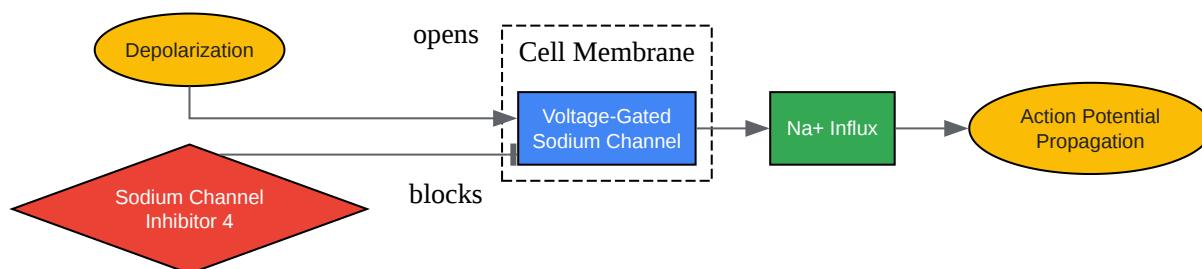 opens
Depolarization
Cell Membrane
Voltage-Gated
Sodium Channel
Na+ Influx
Action Potential
Propagation
blocks
Sodium Channel
Inhibitor 4